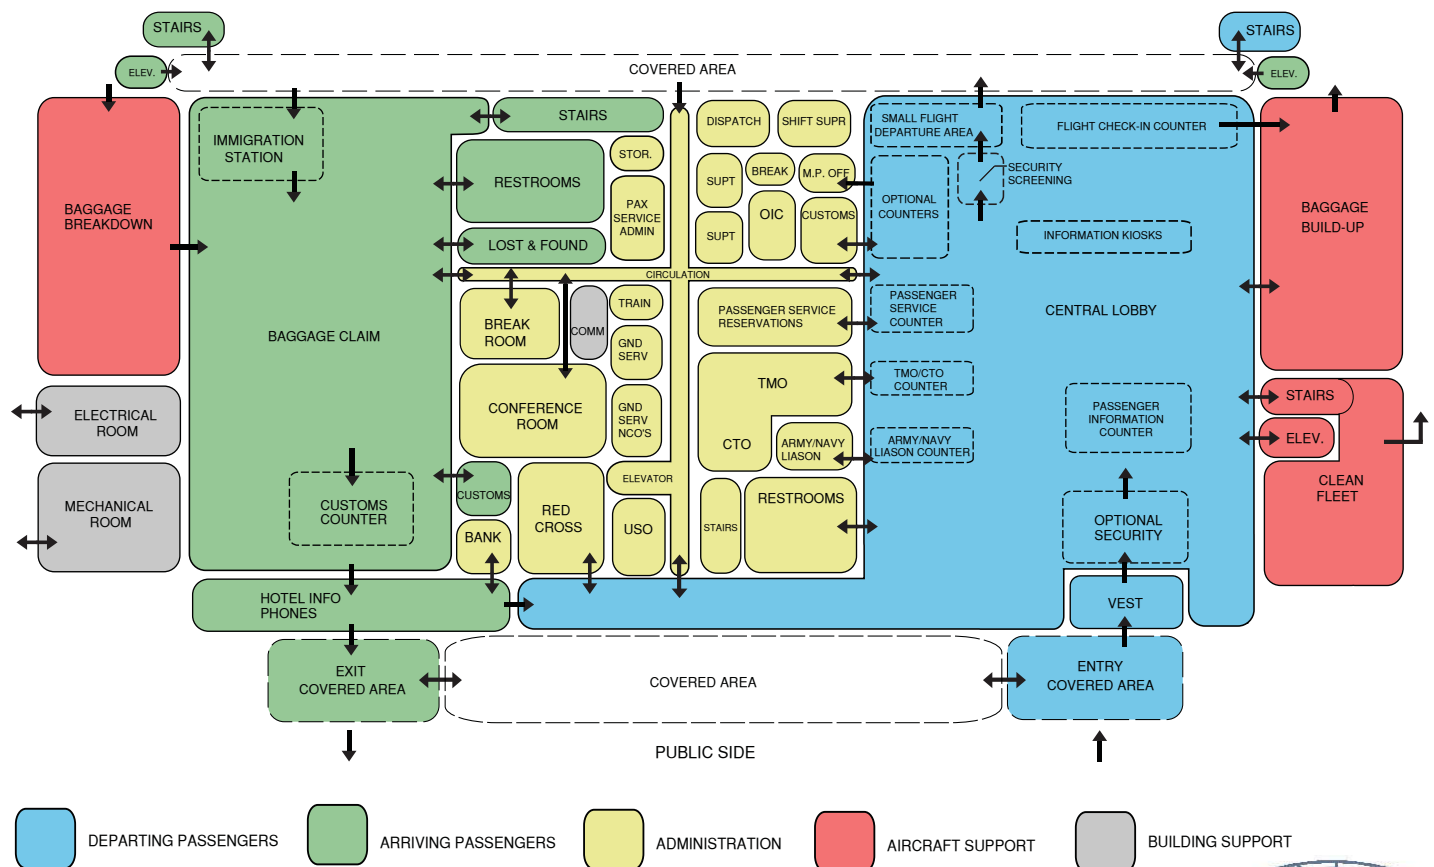 STAIRS
STAIRS
ELEV.
COVERED AREA
ELEV.
IMMIGRATION
STATION
STAIRS
DISPATCH
SHIFT SUPR
SMALL FLIGHT
DEPARTURE AREA
FLIGHT CHECK-IN COUNTER
STOR.
RESTROOMS
SUPT
BREAK
M.P. OFF
SECURITY
SCREENING
BAGGAGE
BREAKDOWN
PAX
SERVICE
ADMIN
OIC
CUSTOMS
OPTIONAL
COUNTERS
BAGGAGE
BUILD-UP
LOST & FOUND
SUPT
INFORMATION KIOSKS
CIRCULATION
BAGGAGE CLAIM
BREAK
ROOM
COMM
TRAIN
GND
SERV
PASSENGER SERVICE
RESERVATIONS
PASSENGER
SERVICE
COUNTER
CENTRAL LOBBY
ELECTRICAL
ROOM
CONFERENCE
ROOM
GND
SERV
NCO'S
TMO
CTO
TMO/CTO
COUNTER
PASSENGER
INFORMATION
COUNTER
STAIRS
ARMY/NAVY
LIASON
ARMY/NAVY
LIASON COUNTER
ELEV.
MECHANICAL
ROOM
CUSTOMS
COUNTER
CUSTOMS
ELEVATOR
CLEAN
FLEET
BANK
RED
CROSS
USO
STAIRS
RESTROOMS
OPTIONAL
SECURITY
HOTEL INFO
PHONES
VEST
EXIT
COVERED AREA
COVERED AREA
ENTRY
COVERED AREA
PUBLIC SIDE
DEPARTING PASSENGERS
ARRIVING PASSENGERS
ADMINISTRATION
AIRCRAFT SUPPORT
BUILDING SUPPORT